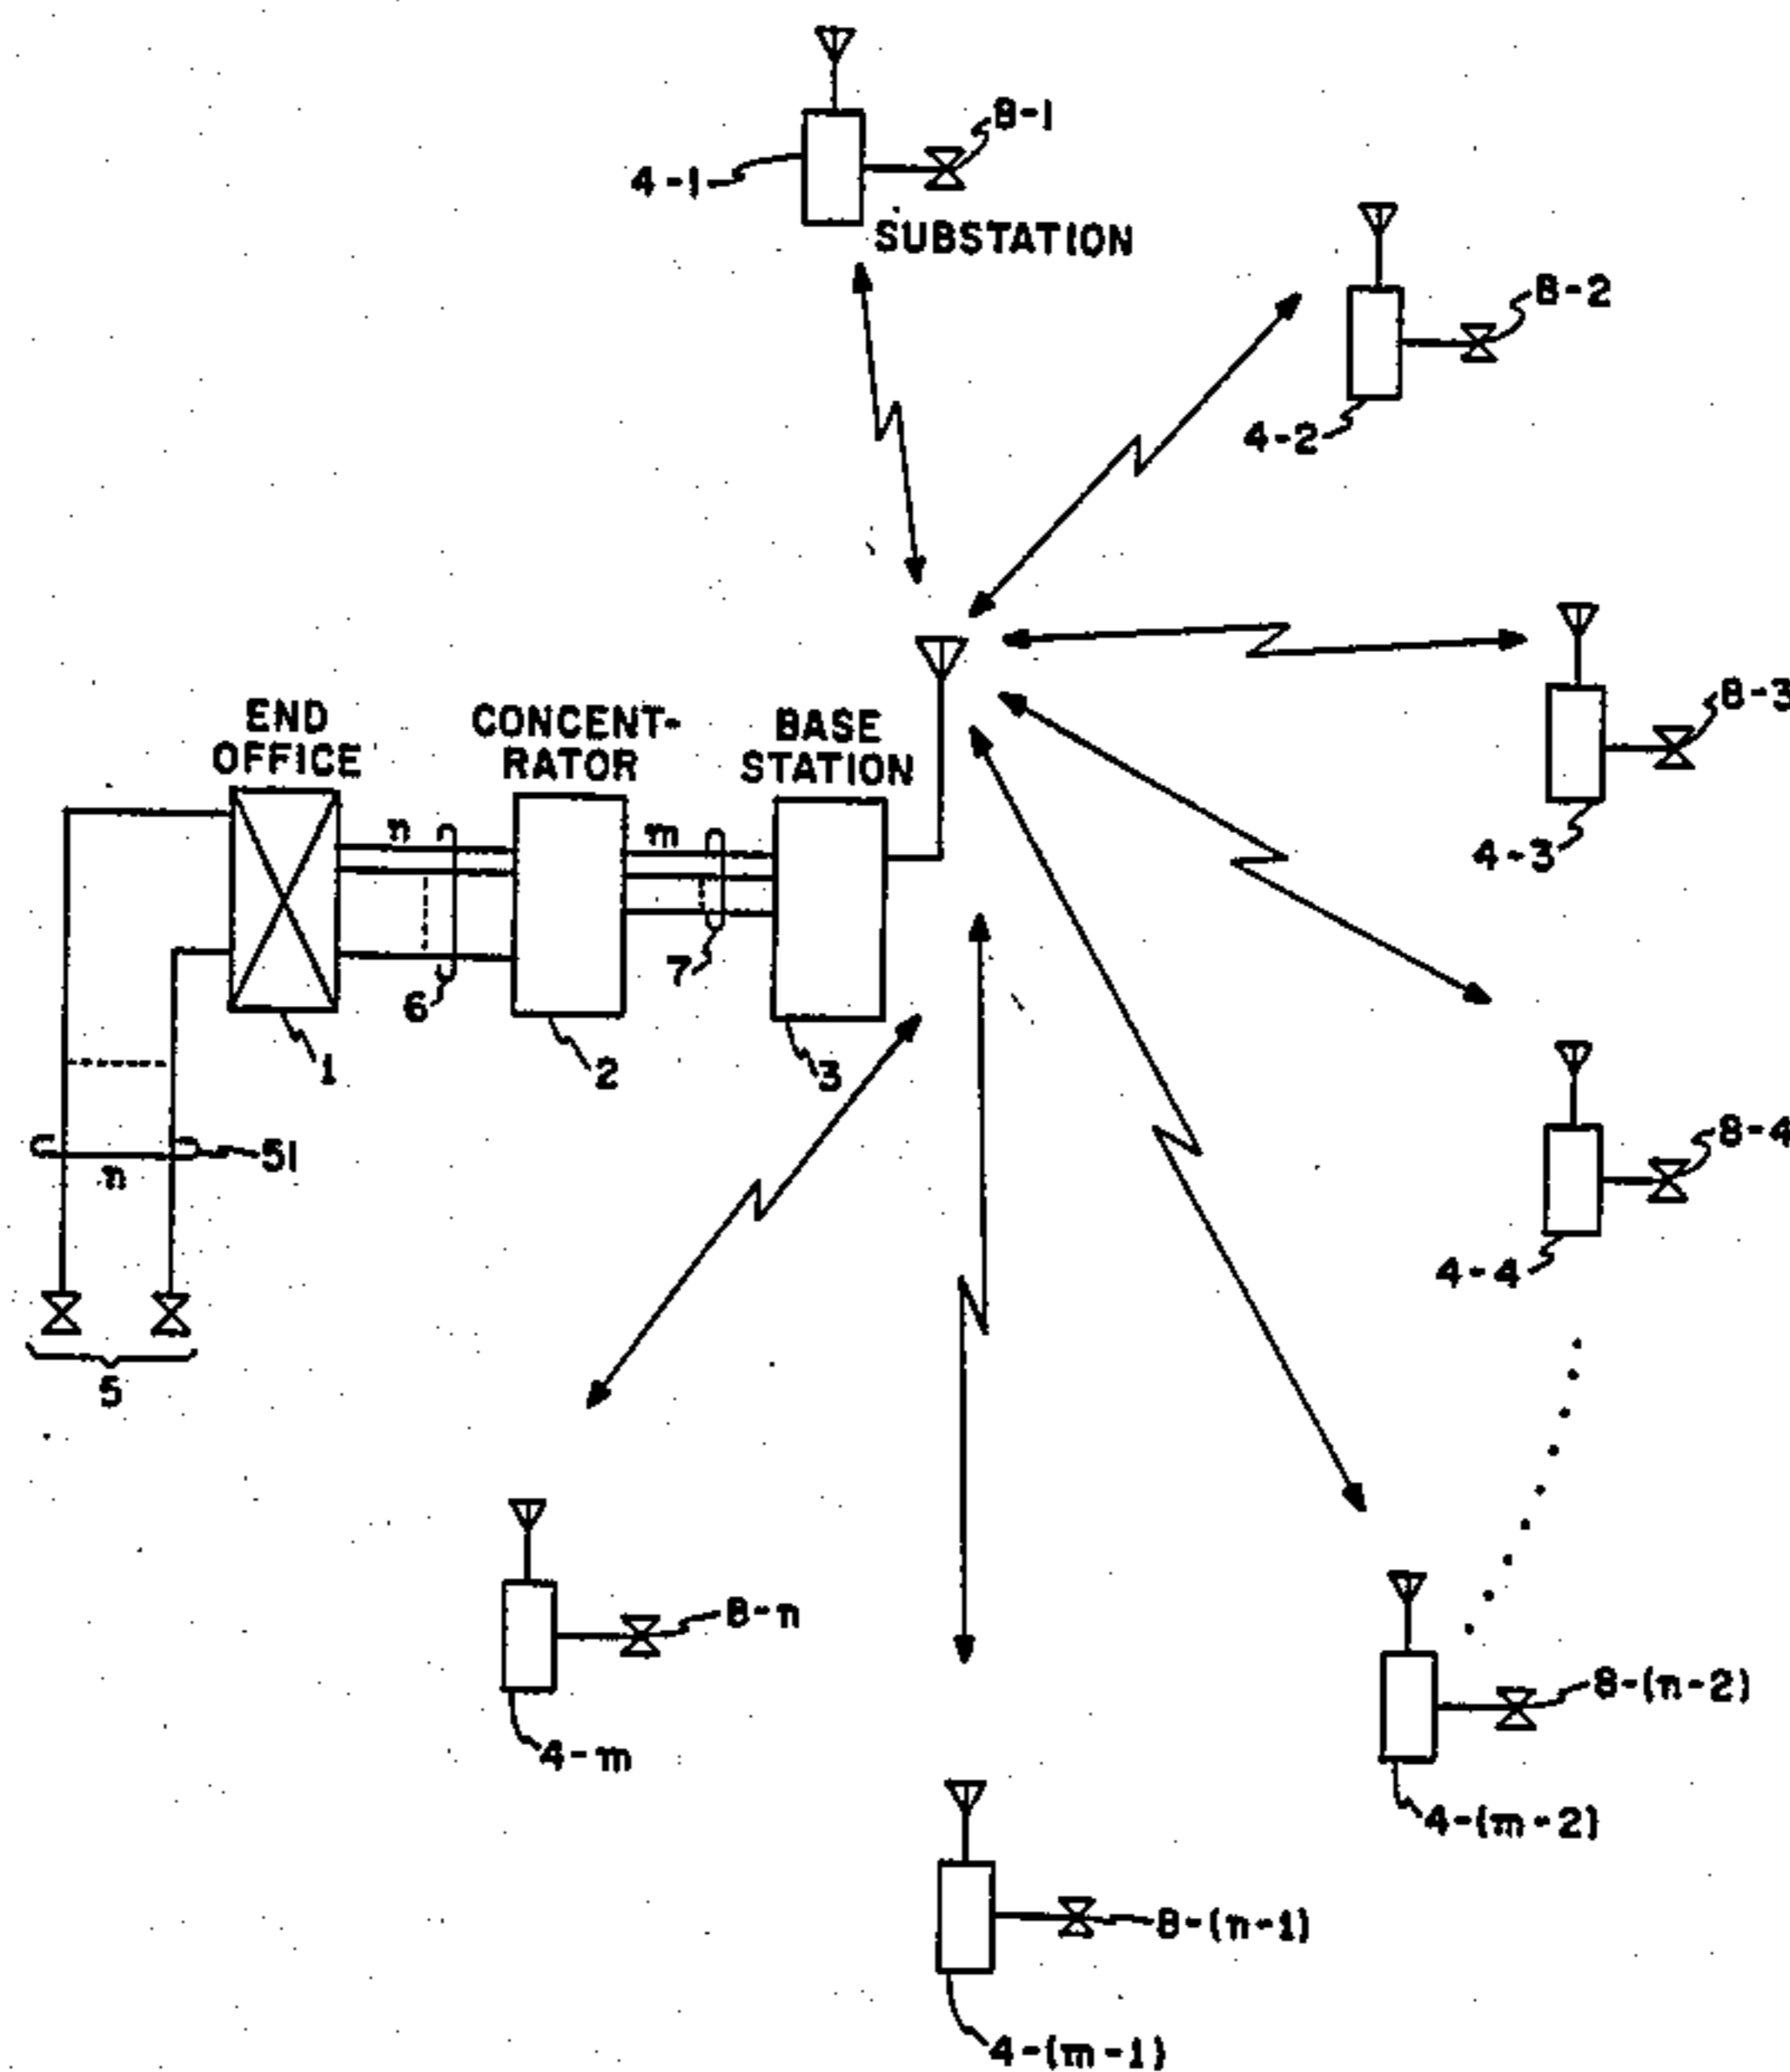 8-1
4-1
SUBSTATION
8-2
4-2
8-3
END
OFFICE
CONCENT-
RATOR
BASE
STATION
4-3
n
m
6
7
1
2
3
8-4
51
n
4-4
5
8-n
4-m
8-(n-2)
4-(m-2)
8-(n-1)
4-(m-1)